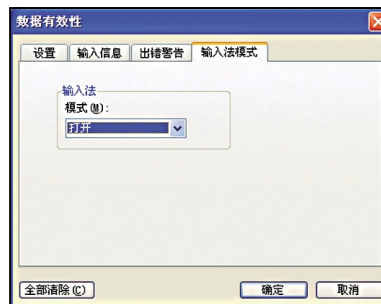 数据有效性
设置 输入信息 出错警告 输入法模式
输入法
模式(M):
打开
全部清除(C) 确定 取消